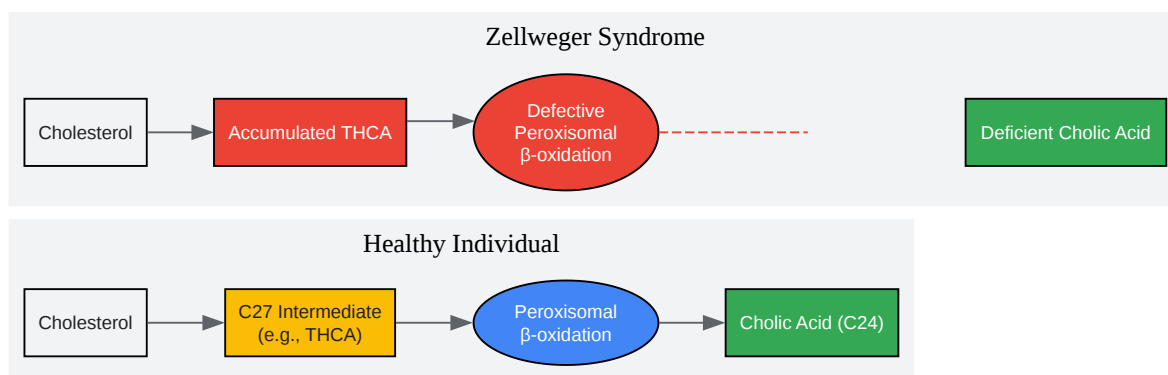 Zellweger Syndrome
Cholesterol
Accumulated THCA
Defective
Peroxisomal
β-oxidation
Deficient Cholic Acid
Healthy Individual
Cholesterol
C27 Intermediate
(e.g., THCA)
Peroxisomal
β-oxidation
Cholic Acid (C24)